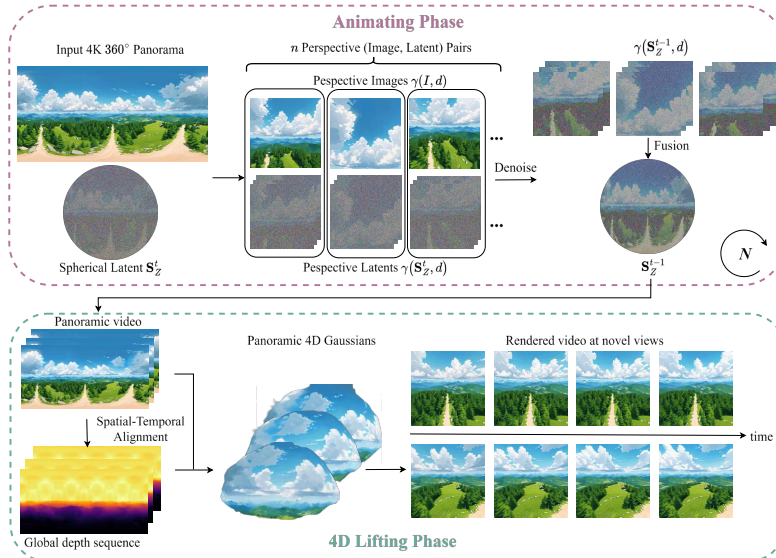 Animating Phase
Input 4K 360° Panorama
n Perspective (Image, Latent) Pairs
Pespective Images γ(I, d)
γ(S_Z^{t-1}, d)
...
Denoise
Fusion
...
Spherical Latent S_Z^t
Pespective Latents γ(S_Z^t, d)
S_Z^{t-1}
N
Panoramic video
Panoramic 4D Gaussians
Rendered video at novel views
Spatial-Temporal
Alignment
time
Global depth sequence
4D Lifting Phase